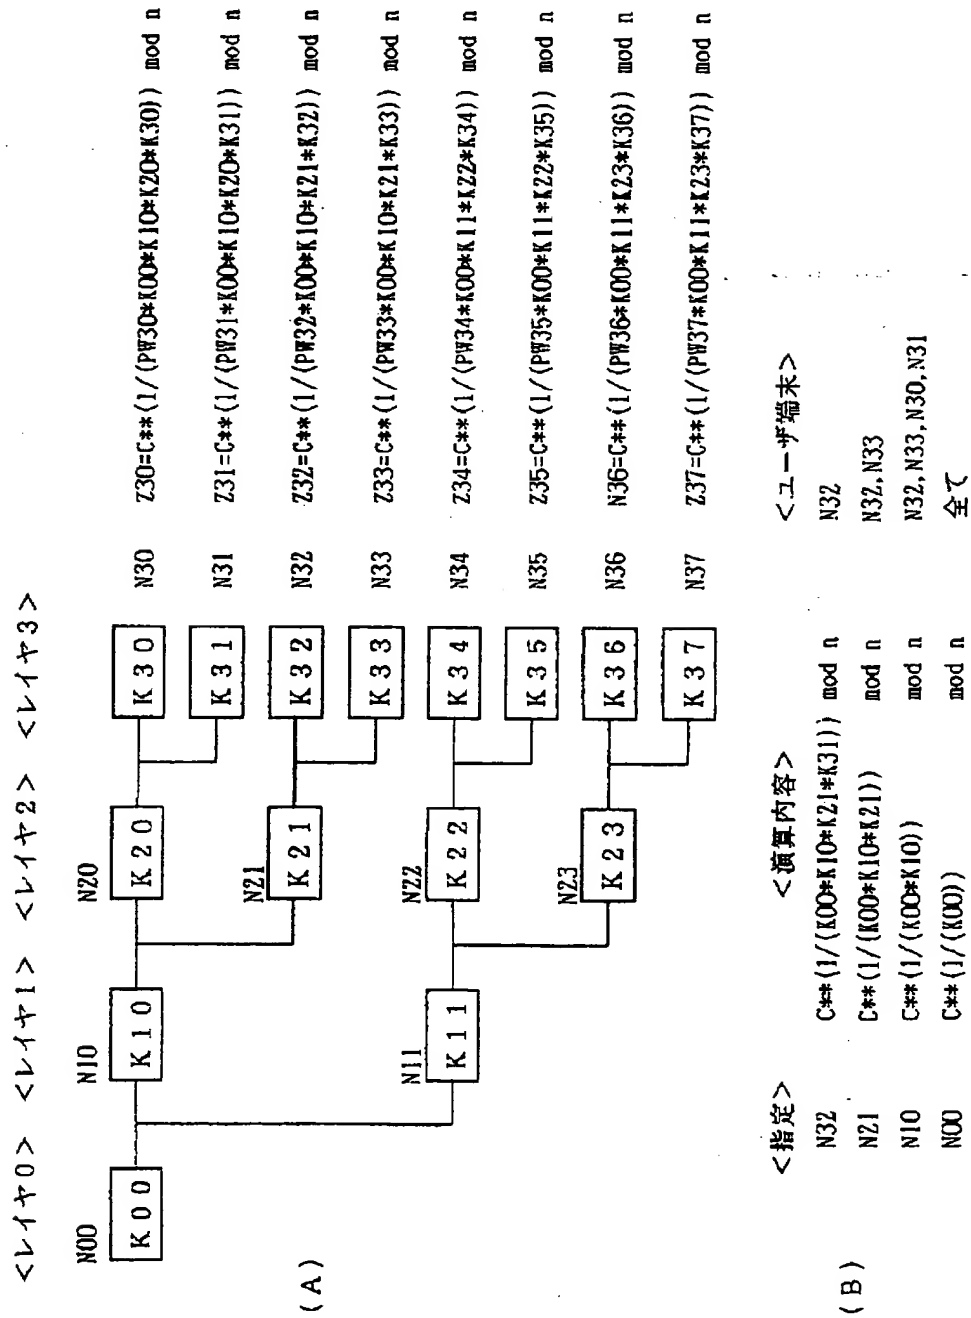 <レイヤ0> <レイヤ1> <レイヤ2> <レイヤ3>
(A)
N00
K00
N10
K10
N11
K11
N20
K20
N21
K21
N22
K22
N23
K23
K30 N30 Z30=C**(1/(PW30*K00*K10*K20*K30)) mod n
K31 N31 Z31=C**(1/(PW31*K00*K10*K20*K31)) mod n
K32 N32 Z32=C**(1/(PW32*K00*K10*K21*K32)) mod n
K33 N33 Z33=C**(1/(PW33*K00*K10*K21*K33)) mod n
K34 N34 Z34=C**(1/(PW34*K00*K11*K22*K34)) mod n
K35 N35 Z35=C**(1/(PW35*K00*K11*K22*K35)) mod n
K36 N36 N36=C**(1/(PW36*K00*K11*K23*K36)) mod n
K37 N37 Z37=C**(1/(PW37*K00*K11*K23*K37)) mod n
(B)
<指定> <演算内容> <ユーザ端末>
N32 C**(1/(K00*K10*K21*K31)) mod n N32
N21 C**(1/(K00*K10*K21)) mod n N32,N33
N10 C**(1/(K00*K10)) mod n N32,N33,N30,N31
N00 C**(1/(K00)) mod n 全て